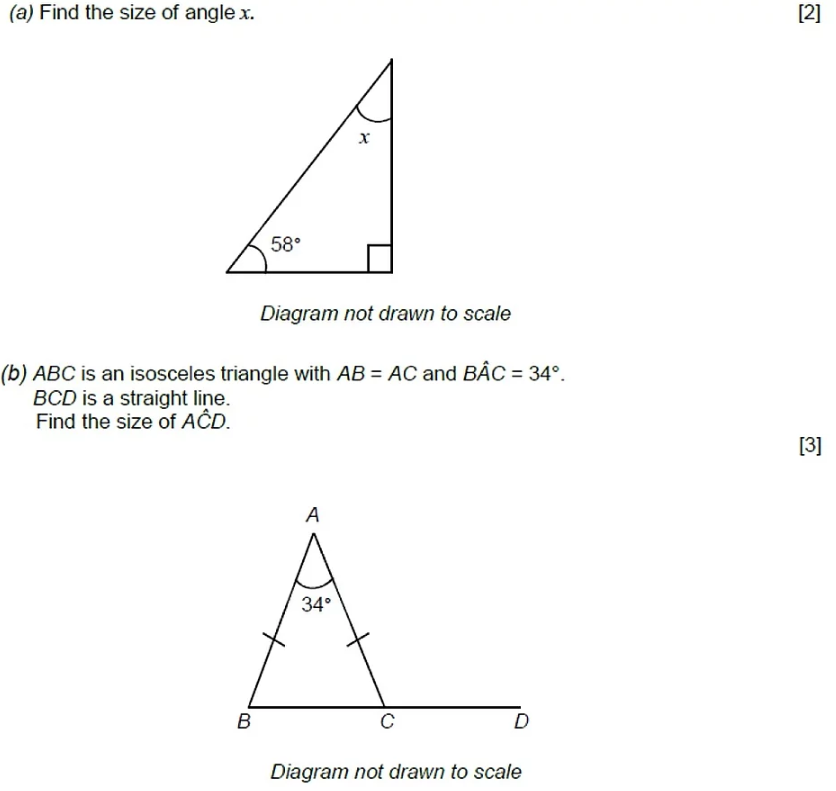 (a) Find the size of angle x. [2]
x
58°
Diagram not drawn to scale
(b) ABC is an isosceles triangle with AB = AC and BÂC = 34°.
BCD is a straight line.
Find the size of AĈD.
[3]
A
34°
B C D
Diagram not drawn to scale